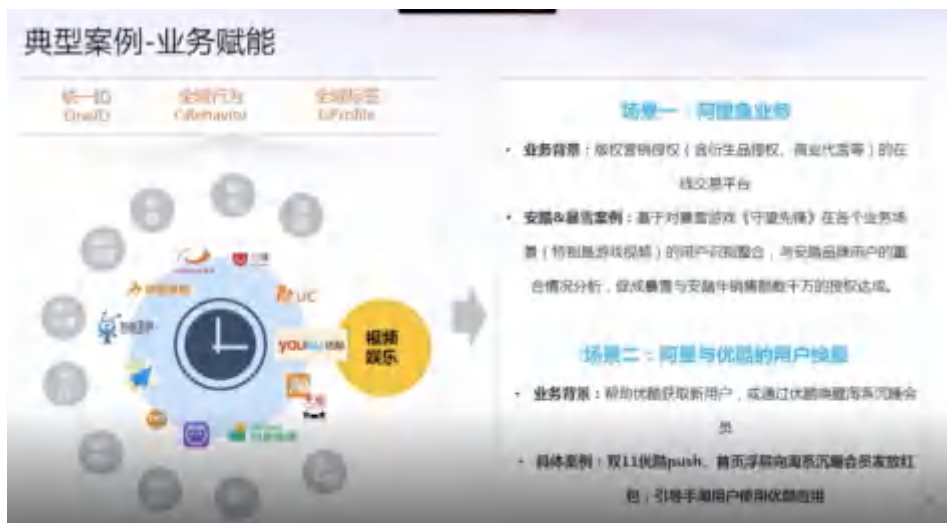 典型案例-业务赋能
统一ID
OneID
全域行为
GBehavior
全域标签
GProfile
UC
YOUKU 优酷
天猫
视频
娱乐
场景一：阿里鱼业务
• 业务背景：版权营销授权（含衍生品授权、商业代言等）的在
线交易平台
• 安踏&暴雪案例：基于对暴雪游戏《守望先锋》在各个业务场
景（特别是游戏视频）的用户识别整合，与安踏品牌用户的重
合情况分析，促成暴雪与安踏年销售额数千万的授权达成。
场景二：阿里与优酷的用户唤醒
• 业务背景：帮助优酷获取新用户，或通过优酷唤醒淘系沉睡会
员
• 具体案例：双11优酷push、首页浮层向淘系沉睡会员发放红
包；引导手淘用户使用优酷应用